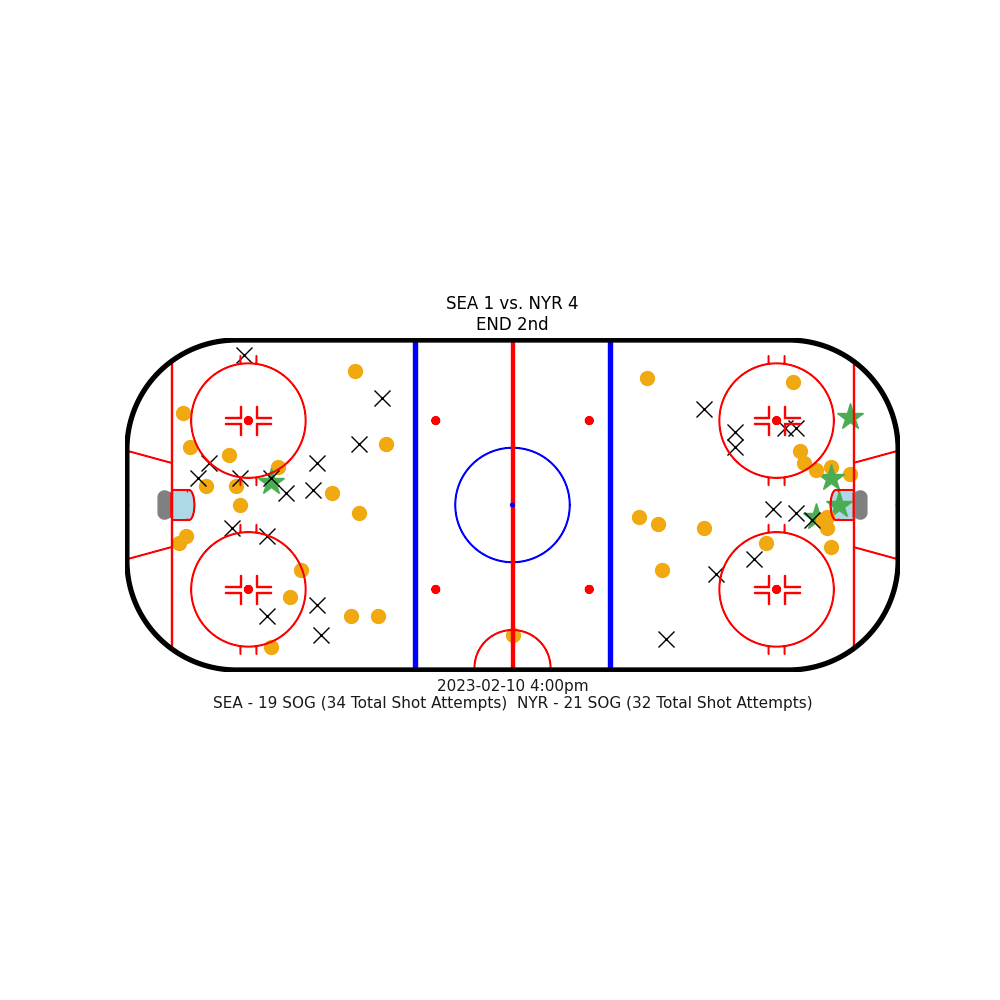 SEA 1 vs. NYR 4
END 2nd
2023-02-10 4:00pm
SEA - 19 SOG (34 Total Shot Attempts)  NYR - 21 SOG (32 Total Shot Attempts)